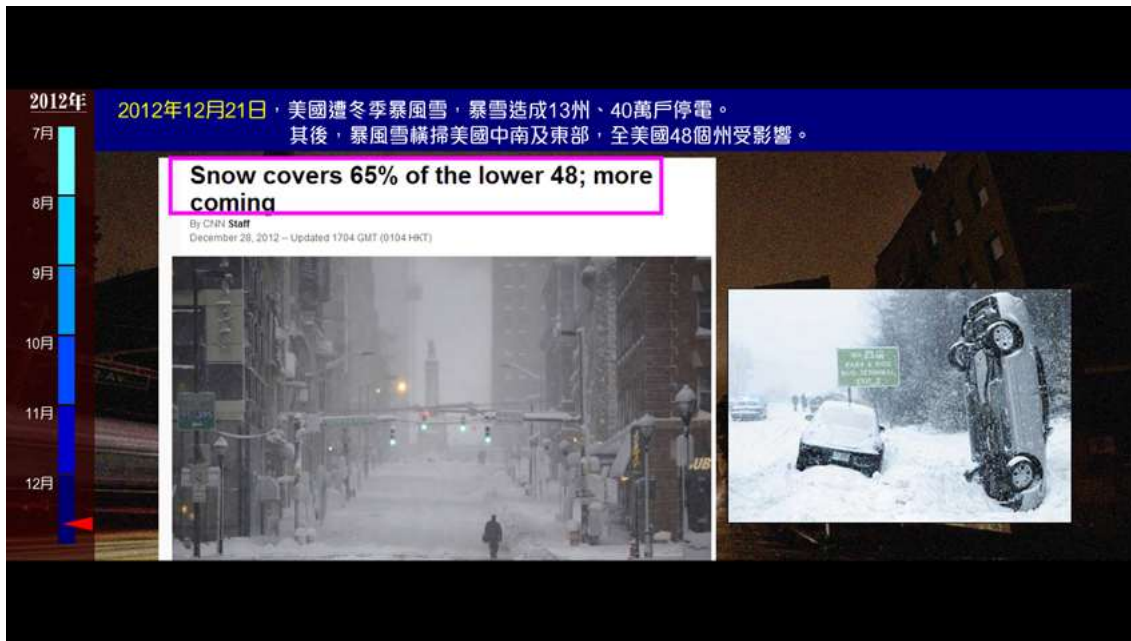 2012年
7月
8月
9月
10月
11月
12月
2012年12月21日，美國遭冬季暴風雪，暴雪造成13州、40萬戶停電。
其後，暴風雪橫掃美國中南及東部，全美國48個州受影響。
Snow covers 65% of the lower 48; more
coming
By CNN Staff
December 28, 2012 -- Updated 1704 GMT (0104 HKT)
UB